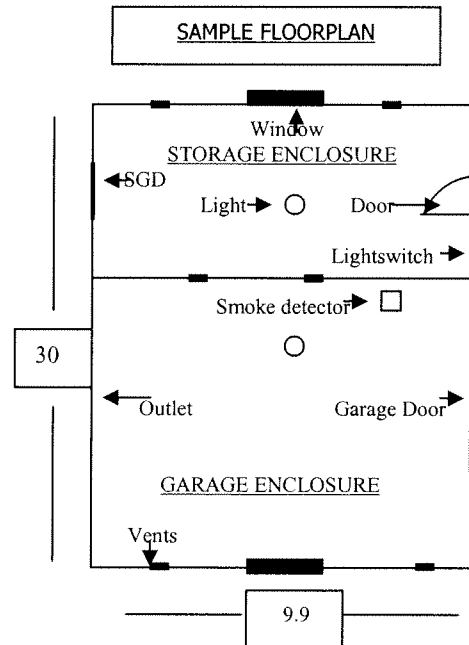 SAMPLE FLOORPLAN
Window
STORAGE ENCLOSURE
SGD
Light
Door
Lightswitch
Smoke detector
30
Outlet
Garage Door
GARAGE ENCLOSURE
Vents
9.9